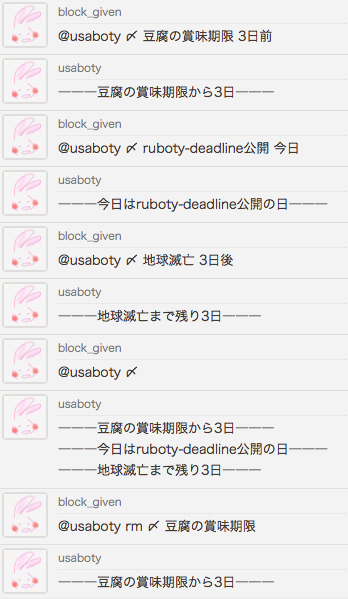 block_given
@usaboty 〆 豆腐の賞味期限 3日前
usaboty
―――豆腐の賞味期限から3日―――
block_given
@usaboty 〆 ruboty-deadline公開 今日
usaboty
―――今日はruboty-deadline公開の日―――
block_given
@usaboty 〆 地球滅亡 3日後
usaboty
―――地球滅亡まで残り3日―――
block_given
@usaboty 〆
usaboty
―――豆腐の賞味期限から3日―――
―――今日はruboty-deadline公開の日―――
―――地球滅亡まで残り3日―――
block_given
@usaboty rm 〆 豆腐の賞味期限
usaboty
―――豆腐の賞味期限から3日―――